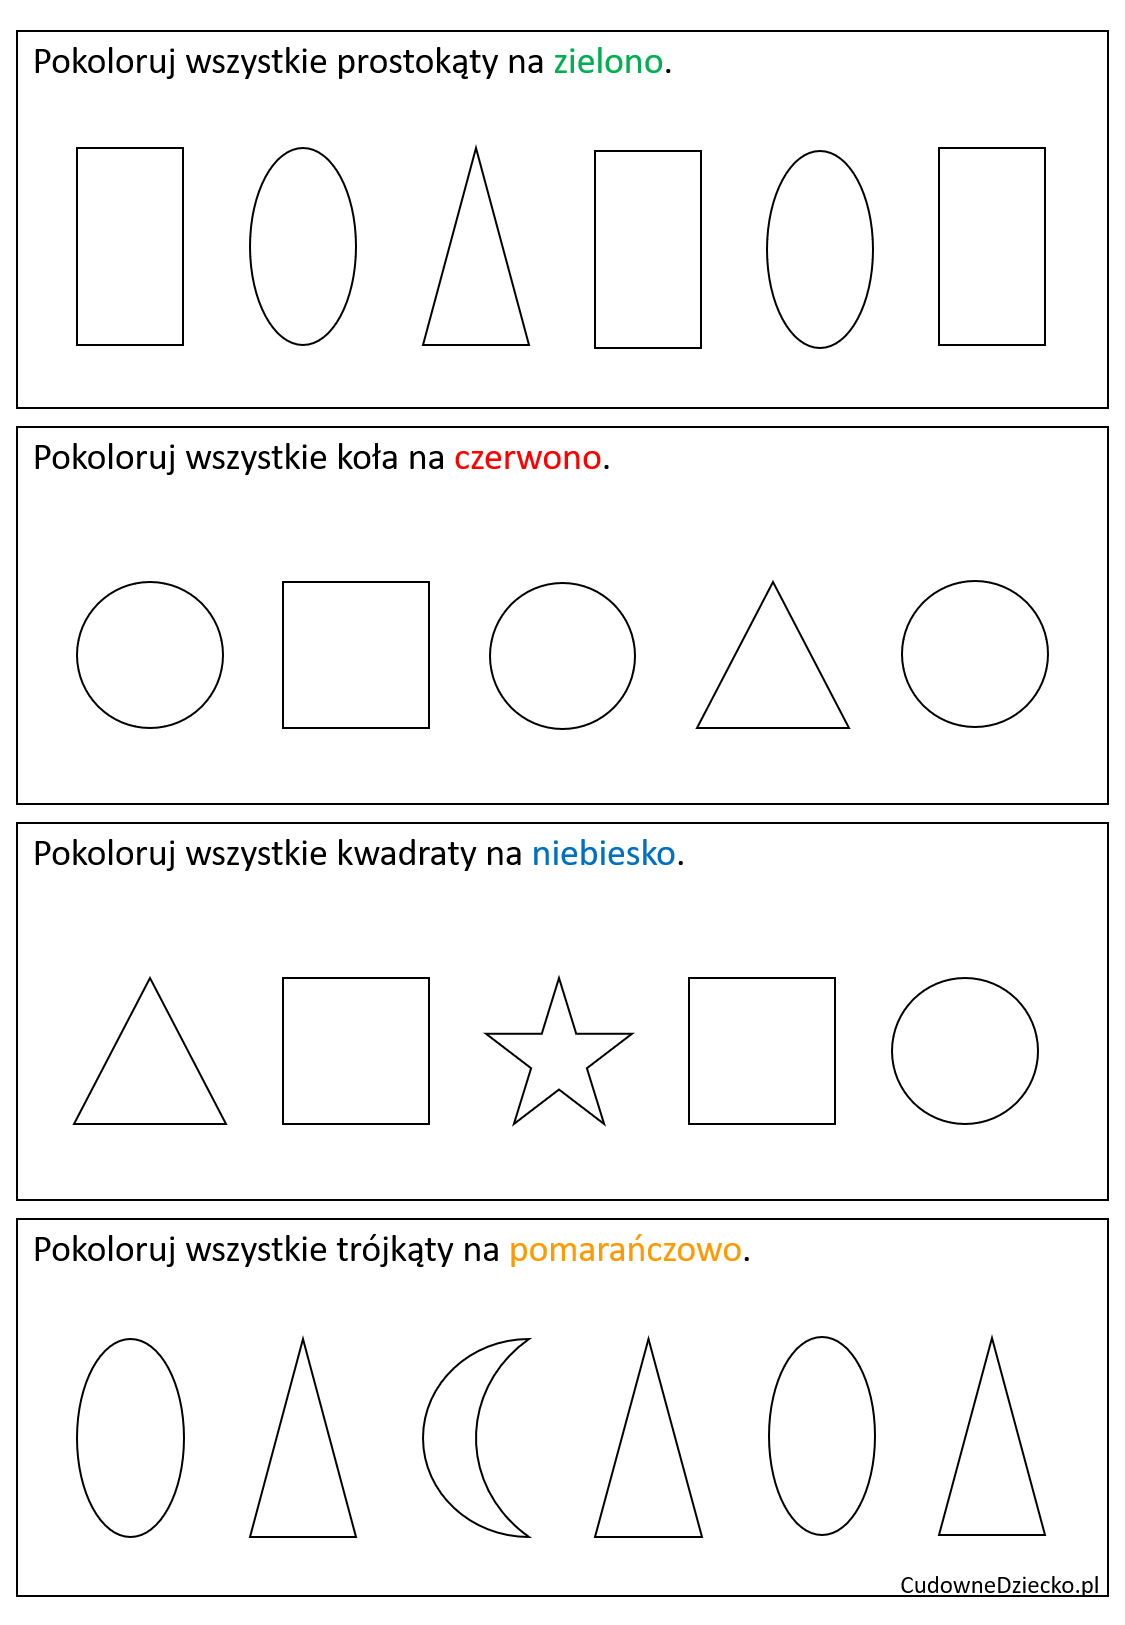 Pokoloruj wszystkie prostokąty na zielono.
Pokoloruj wszystkie koła na czerwono.
Pokoloruj wszystkie kwadraty na niebiesko.
Pokoloruj wszystkie trójkąty na pomarańczowo.
CudowneDziecko.pl